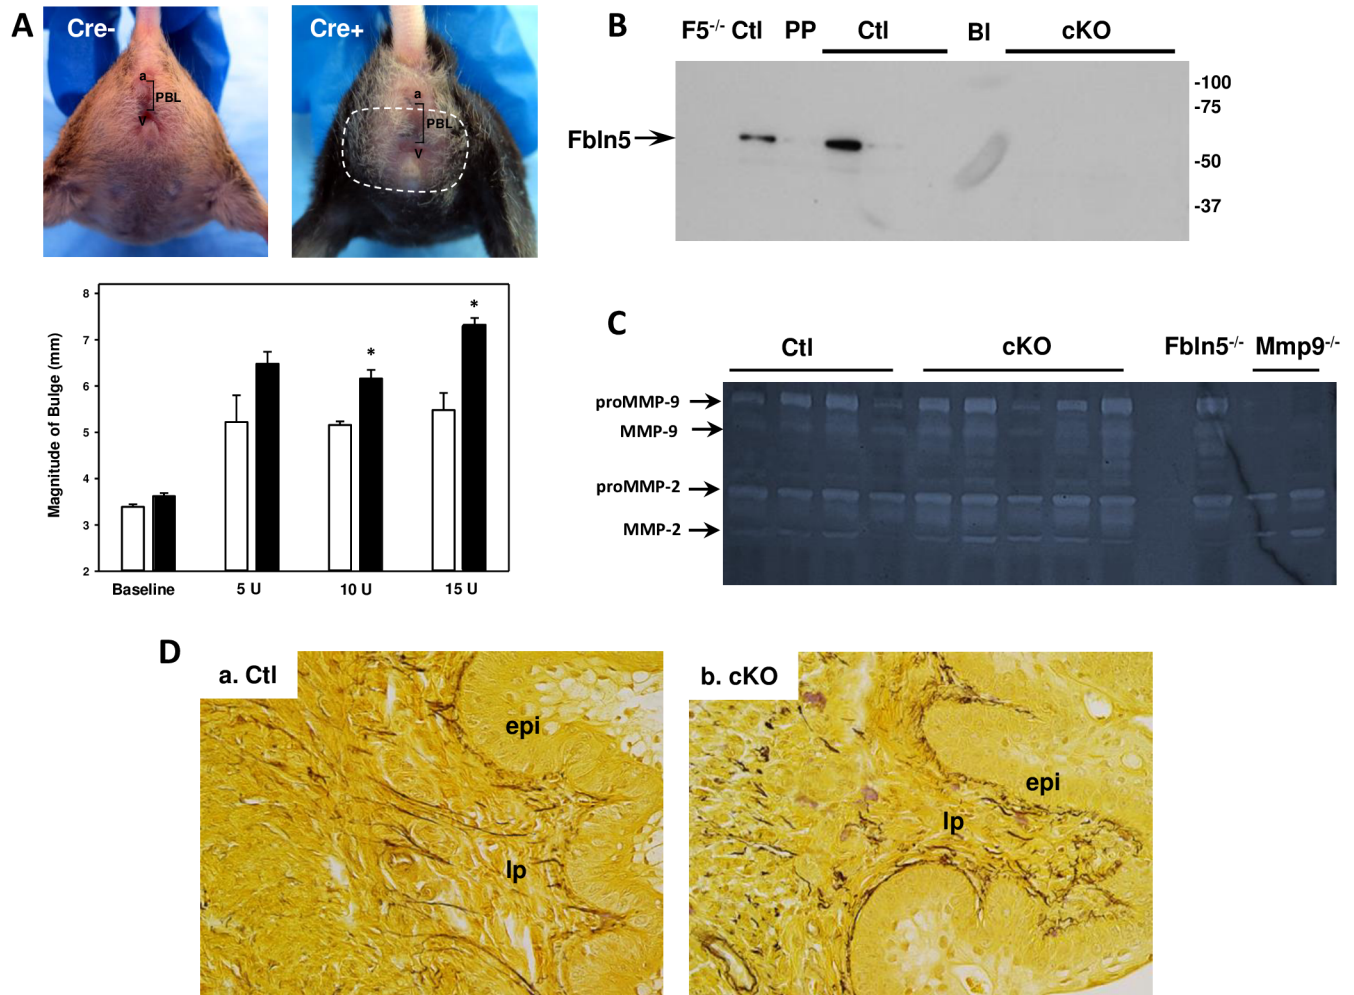 A
Cre-
a
PBL
V
Cre+
a
PBL
V
Magnitude of Bulge (mm)
8
7
6
5
4
3
2
*
*
Baseline 5 U 10 U 15 U
B
F5-/- Ctl PP Ctl Bl cKO
Fbln5
-100
-75
-50
-37
C
Ctl cKO Fbln5-/- Mmp9-/-
proMMP-9
MMP-9
proMMP-2
MMP-2
D
a. Ctl
epi
lp
b. cKO
epi
lp